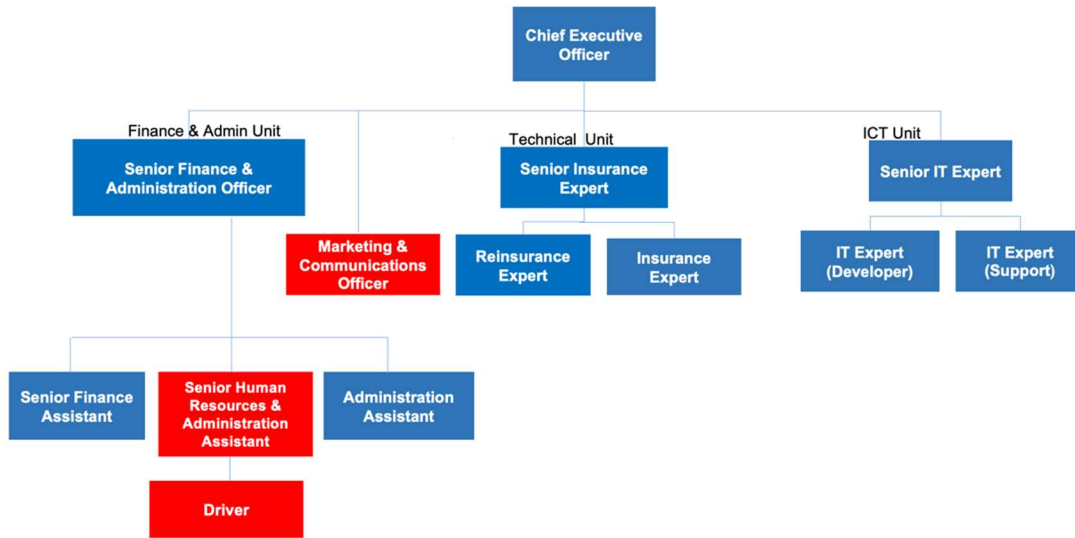 Chief Executive
Officer
Finance & Admin Unit
Technical  Unit
ICT Unit
Senior Finance &
Administration Officer
Senior Insurance
Expert
Senior IT Expert
Marketing &
Communications
Officer
Reinsurance
Expert
Insurance
Expert
IT Expert
(Developer)
IT Expert
(Support)
Senior Finance
Assistant
Senior Human
Resources &
Administration
Assistant
Administration
Assistant
Driver